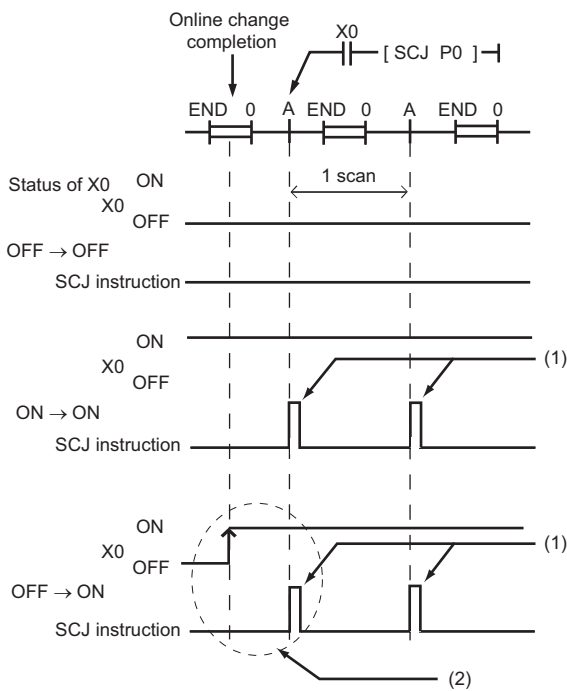 Online change
completion
X0
[ SCJ P0 ]
END 0 A END 0 A END 0
Status of X0 ON
1 scan
X0
OFF
OFF → OFF
SCJ instruction
ON
(1)
X0
OFF
ON → ON
SCJ instruction
ON
X0
(1)
OFF
OFF → ON
SCJ instruction
(2)